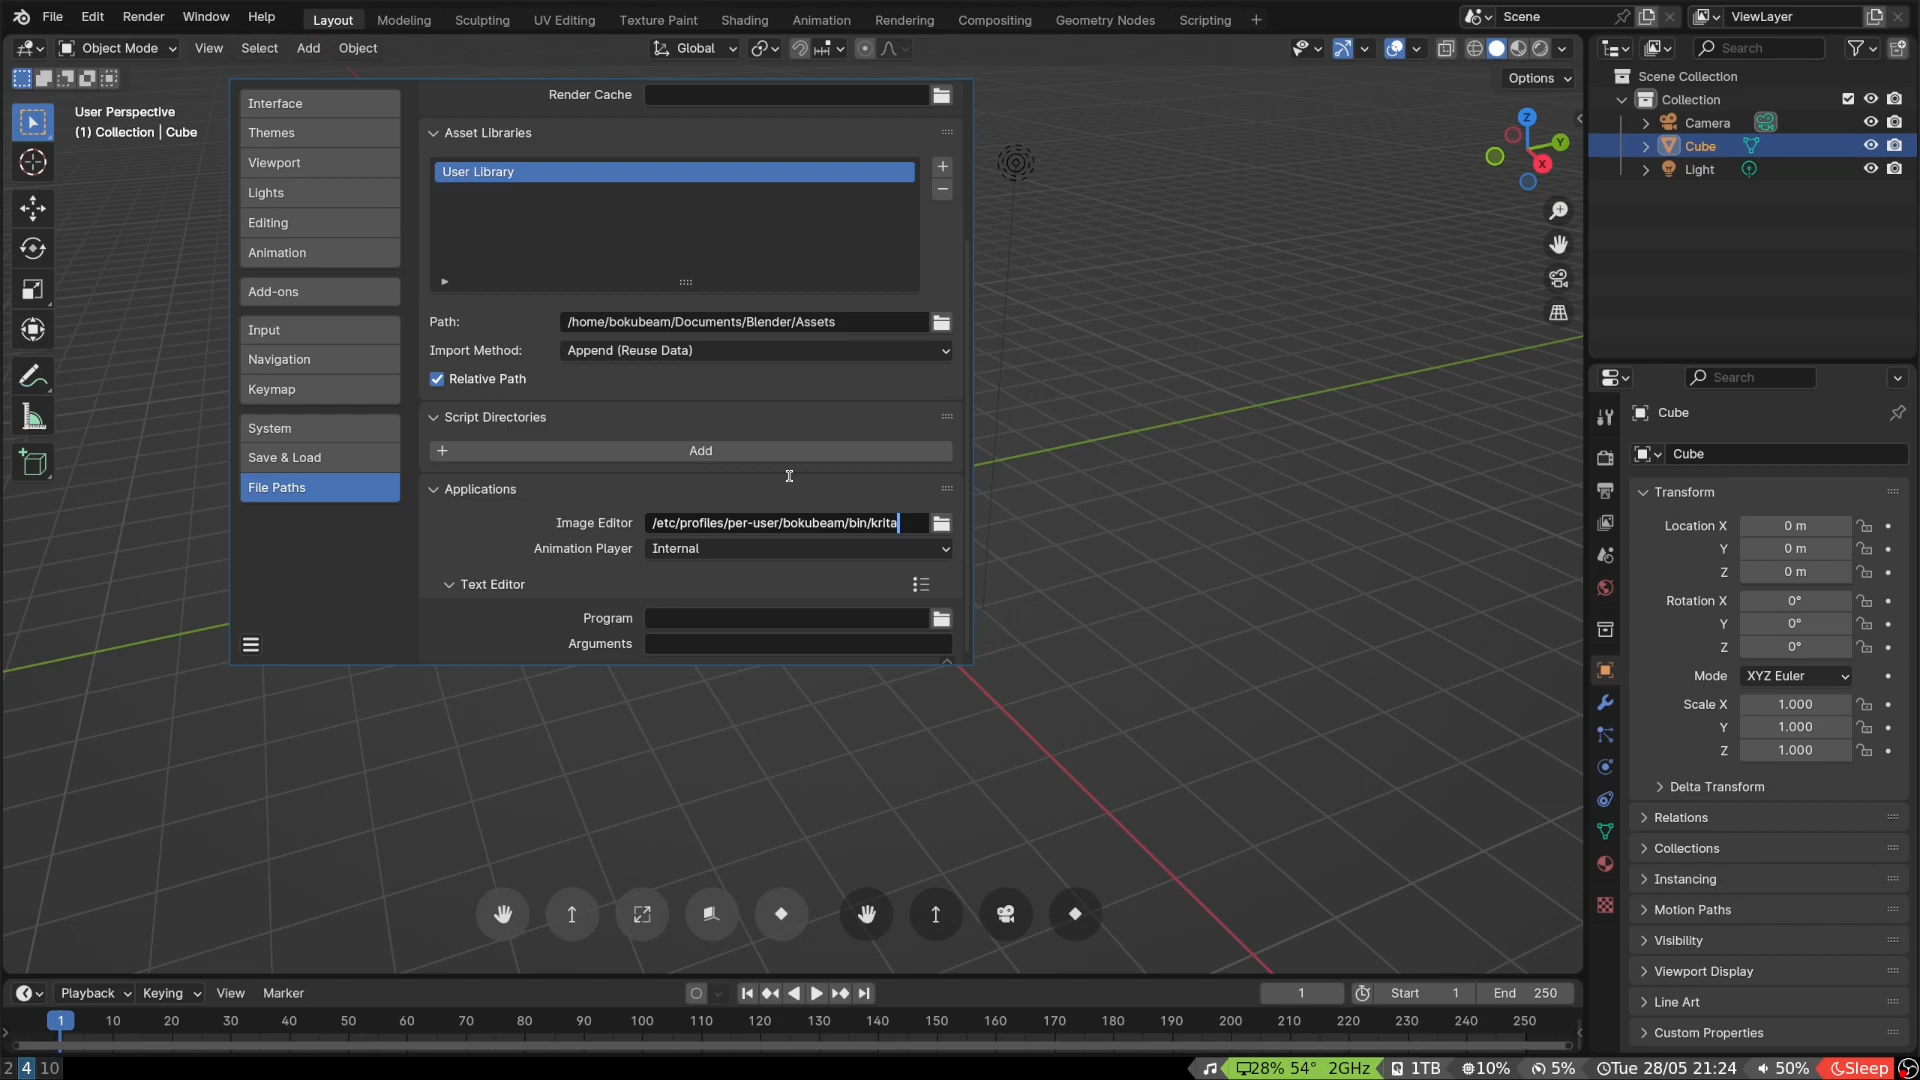 File Edit Render Window Help Layout Modeling Sculpting UV Editing Texture Paint Shading Animation Rendering Compositing Geometry Nodes Scripting + Scene ViewLayer
Object Mode View Select Add Object Global Search
Options
User Perspective
(1) Collection | Cube
Scene Collection
Collection
Camera
Cube
Light
Z
Y
X
Interface
Themes
Viewport
Lights
Editing
Animation
Add-ons
Input
Navigation
Keymap
System
Save & Load
File Paths
Render Cache
Asset Libraries
User Library
Path: /home/bokubeam/Documents/Blender/Assets
Import Method: Append (Reuse Data)
Relative Path
Script Directories
Add
Applications
Image Editor /etc/profiles/per-user/bokubeam/bin/krita
Animation Player Internal
Text Editor
Program
Arguments
Search
Cube
Cube
Transform
Location X 0 m
Y 0 m
Z 0 m
Rotation X 0°
Y 0°
Z 0°
Mode XYZ Euler
Scale X 1.000
Y 1.000
Z 1.000
Delta Transform
Relations
Collections
Instancing
Motion Paths
Visibility
Viewport Display
Line Art
Custom Properties
Playback Keying View Marker 1 Start 1 End 250
1 10 20 30 40 50 60 70 80 90 100 110 120 130 140 150 160 170 180 190 200 210 220 230 240 250
2 4 10 28% 54° 2GHz 1TB 10% 5% Tue 28/05 21:24 50% Sleep